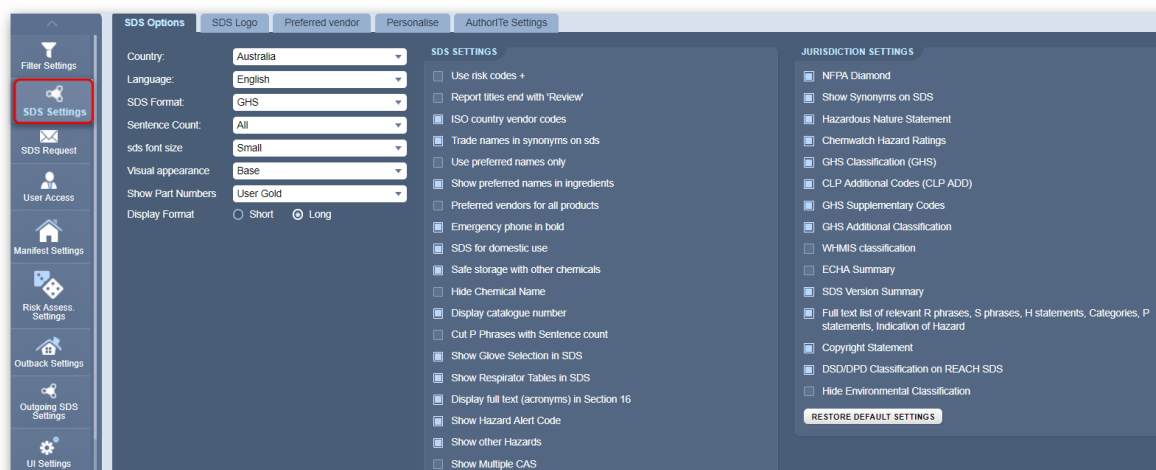 SDS Options
SDS Logo
Preferred vendor
Personalise
AuthorITe Settings
Filter Settings
SDS Settings
SDS Request
User Access
Manifest Settings
Risk Assess.
Settings
Outback Settings
Outgoing SDS
Settings
UI Settings
Country: Australia
Language: English
SDS Format: GHS
Sentence Count: All
sds font size Small
Visual appearance Base
Show Part Numbers User Gold
Display Format Short Long
SDS SETTINGS
Use risk codes +
Report titles end with 'Review'
ISO country vendor codes
Trade names in synonyms on sds
Use preferred names only
Show preferred names in ingredients
Preferred vendors for all products
Emergency phone in bold
SDS for domestic use
Safe storage with other chemicals
Hide Chemical Name
Display catalogue number
Cut P Phrases with Sentence count
Show Glove Selection in SDS
Show Respirator Tables in SDS
Display full text (acronyms) in Section 16
Show Hazard Alert Code
Show other Hazards
Show Multiple CAS
JURISDICTION SETTINGS
NFPA Diamond
Show Synonyms on SDS
Hazardous Nature Statement
Chemwatch Hazard Ratings
GHS Classification (GHS)
CLP Additional Codes (CLP ADD)
GHS Supplementary Codes
GHS Additional Classification
WHMIS classification
ECHA Summary
SDS Version Summary
Full text list of relevant R phrases, S phrases, H statements, Categories, P
statements, Indication of Hazard
Copyright Statement
DSD/DPD Classification on REACH SDS
Hide Environmental Classification
RESTORE DEFAULT SETTINGS